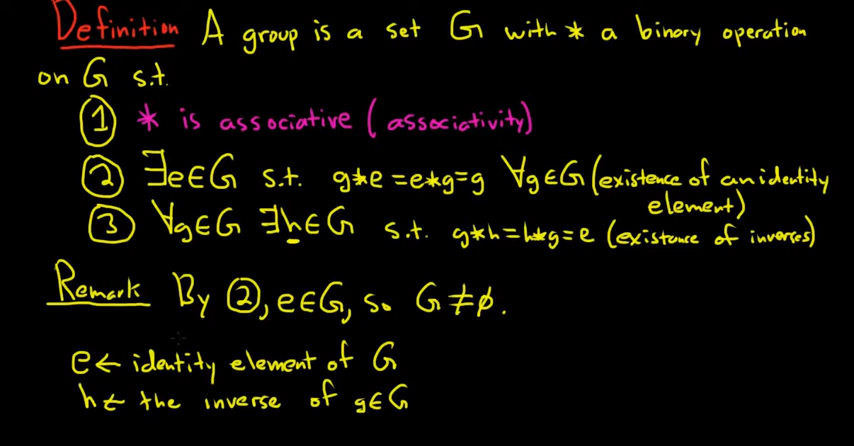 Definition A group is a set G with * a binary operation
on G s.t.
① * is associative (associativity)
② ∃e∈G s.t. g*e=e*g=g ∀g∈G (existence of an identity
element)
③ ∀g∈G ∃h∈G s.t. g*h=h*g=e (existance of inverses)
Remark By ②, e∈G, so G≠∅.
e← identity element of G
h← the inverse of g∈G